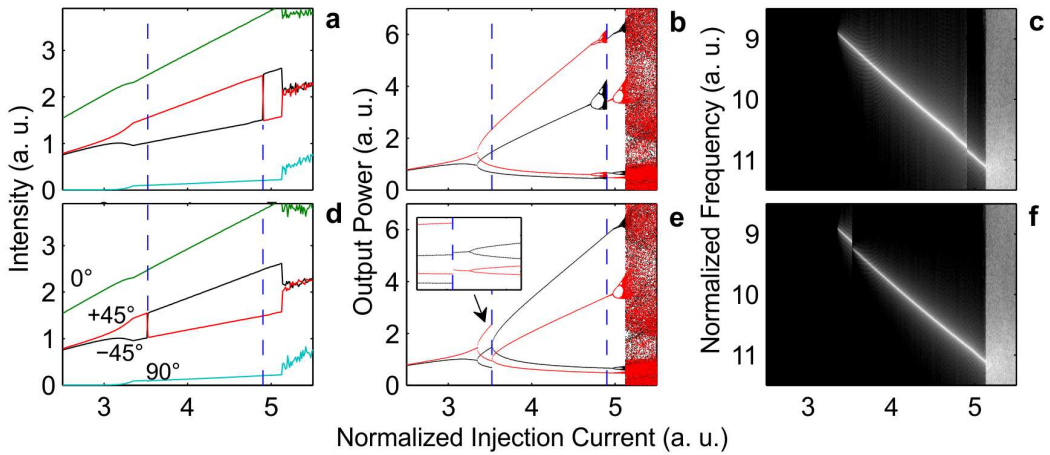 a
b
c
3
2
1
0
6
4
2
0
9
10
11
Intensity (a. u.)
Output Power (a. u.)
Normalized Frequency (a. u.)
d
e
f
3
2
1
0
0°
+45°
−45°
90°
6
4
2
0
9
10
11
3 4 5
3 4 5
3 4 5
Normalized Injection Current (a. u.)